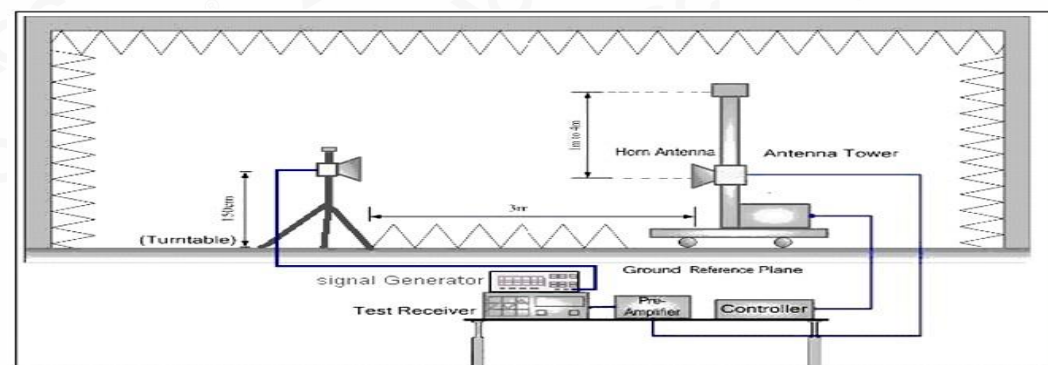 1m to 4m
Horn Antenna
Antenna Tower
150cm
3m
(Turntable)
Ground Reference Plane
signal Generator
Test Receiver
Pre-
Amplifier
Controller